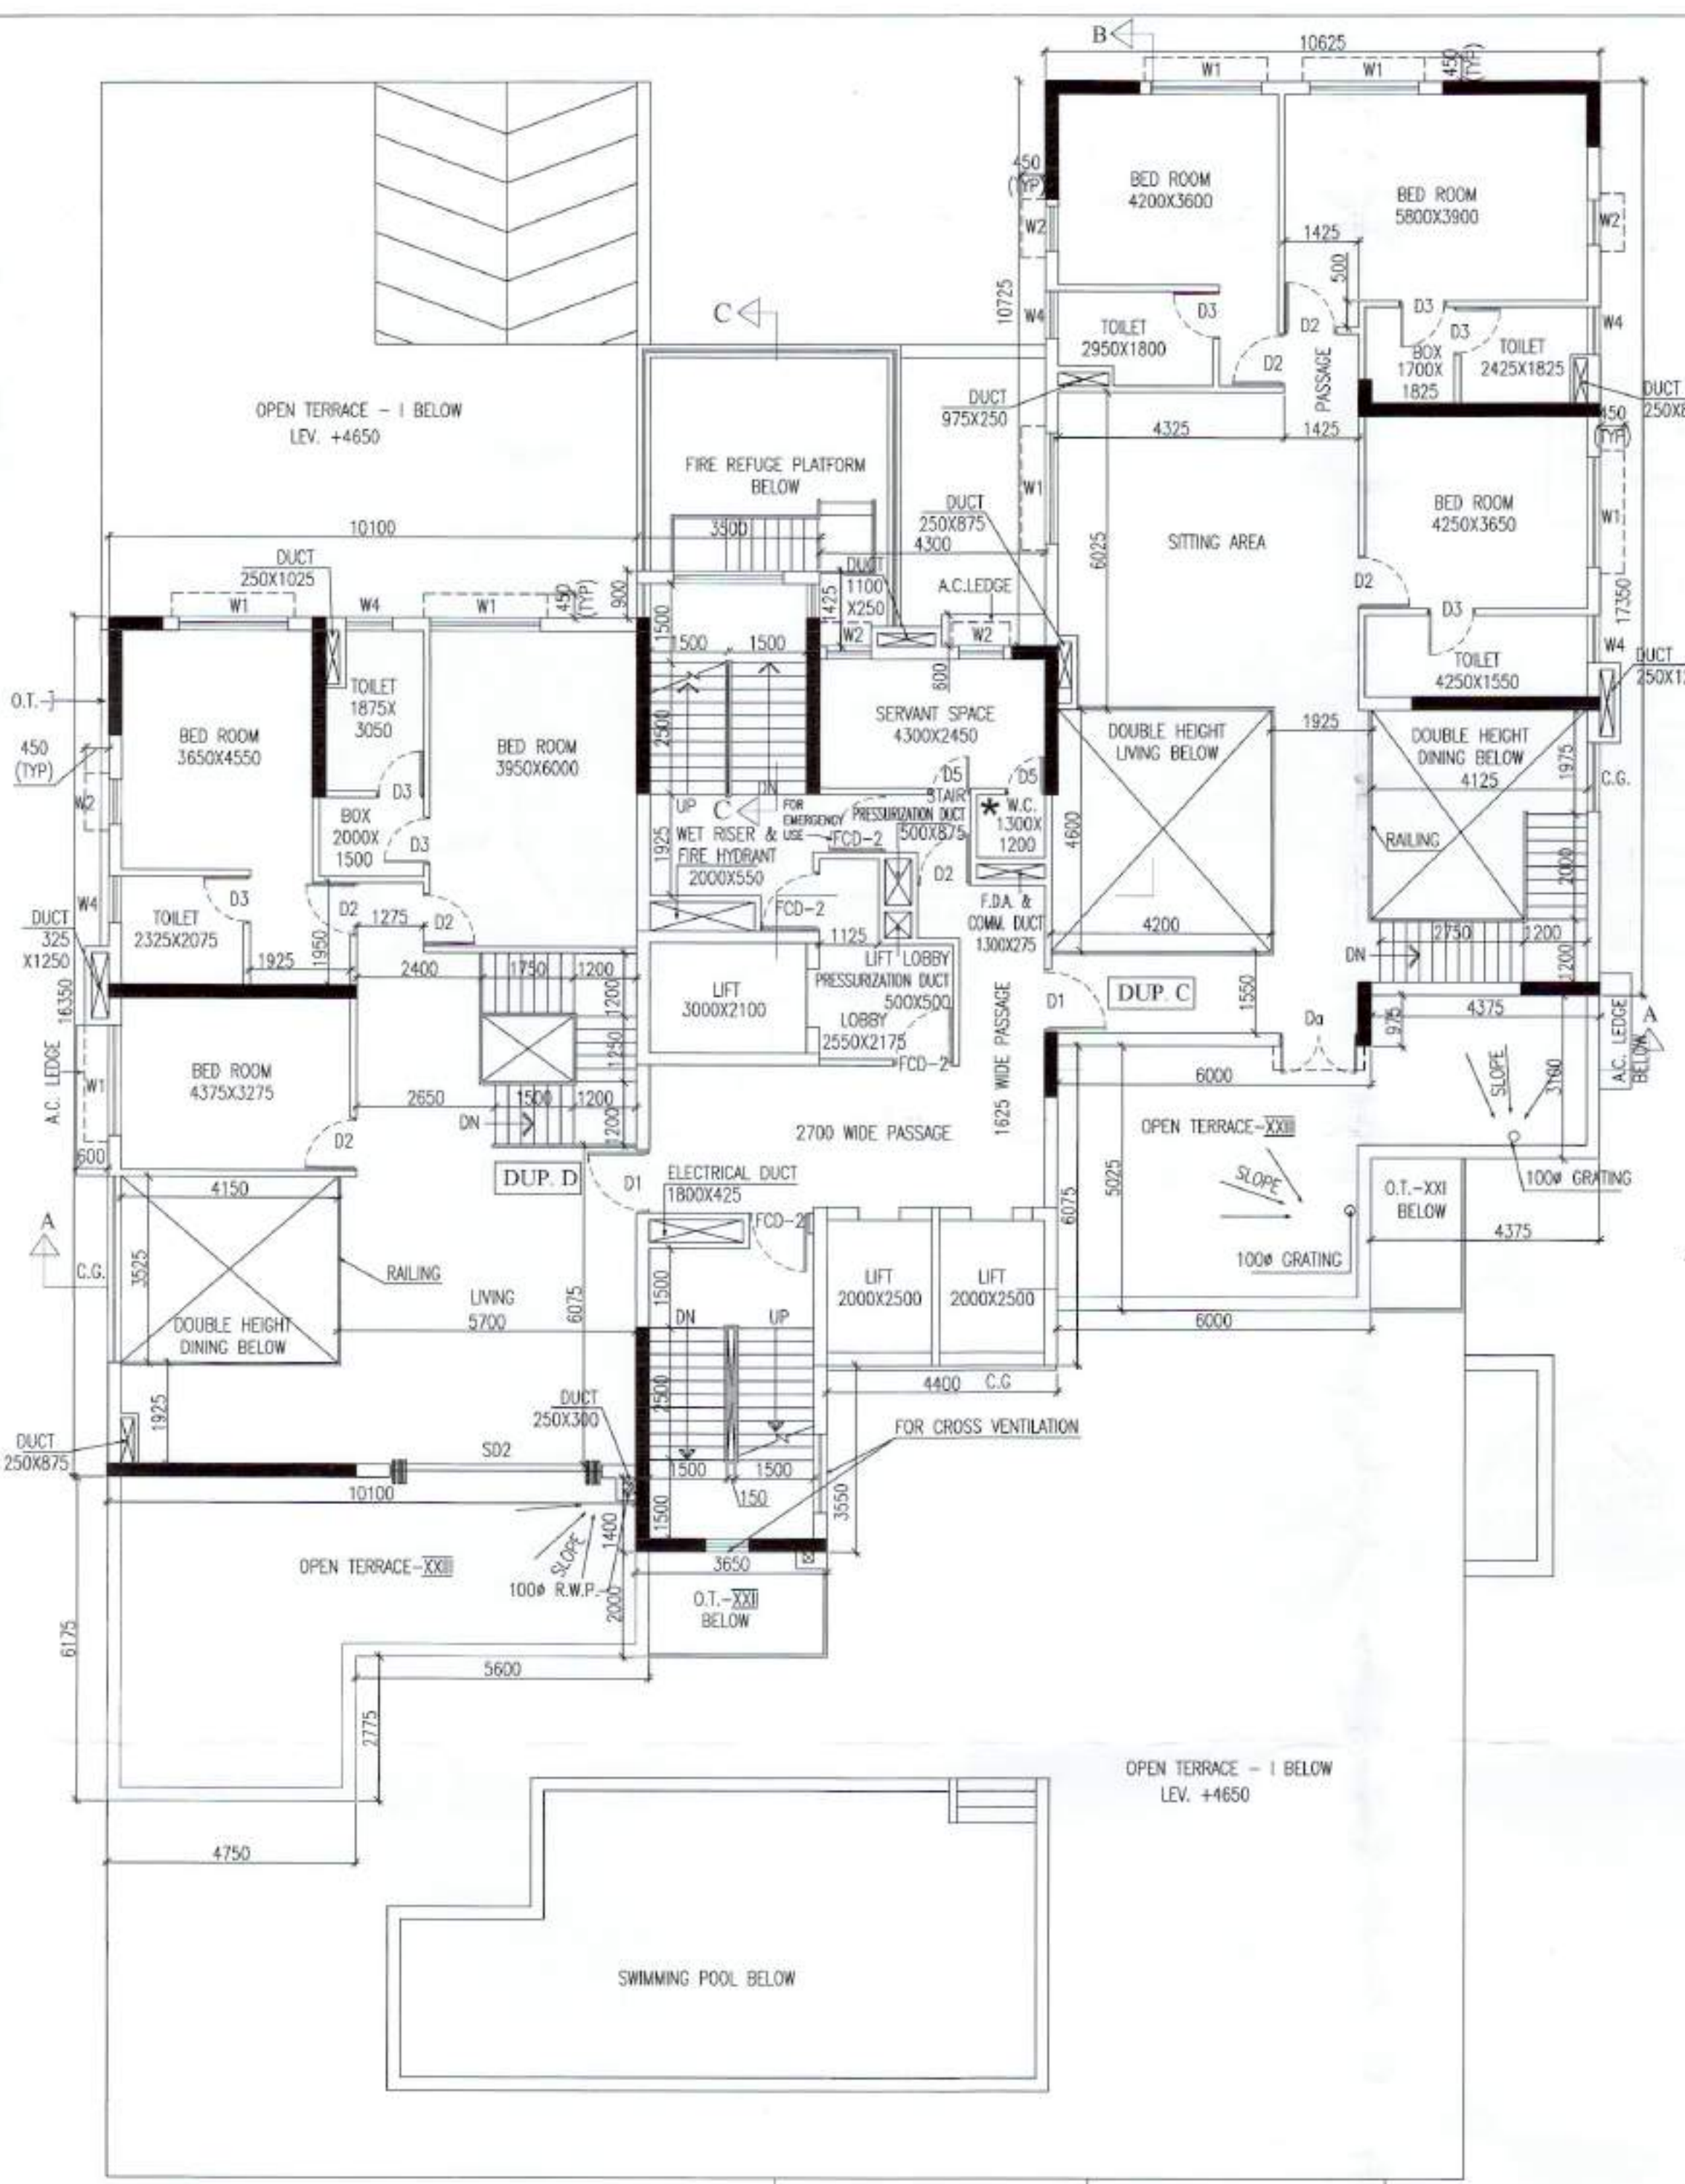 B
10625
W1
W1
450
(TYP)
450
(TYP)
BED ROOM
4200X3600
BED ROOM
5800X3900
W2
W2
1425
500
10725
C
W4
TOILET
2950X1800
D3
D2
D2
PASSAGE
D3
D3
BOX
1700X
1825
TOILET
2425X1825
W4
DUCT
975X250
DUCT
450
(TYP)
OPEN TERRACE - I BELOW
LEV. +4650
4325
1425
FIRE REFUGE PLATFORM
BELOW
W1
DUCT
250X875
BED ROOM
4250X3650
W1
10100
3500
4300
6025
SITTING AREA
DUCT
250X1025
DUCT
1100
X250
A.C.LEDGE
D2
D3
17350
W1
W4
W1
450
(TYP)
900
1500
1425
1500
1500
W2
W2
600
W4
TOILET
4250X1550
DUCT
O.T.
TOILET
1875X
3050
BED ROOM
3650X4550
BED ROOM
3950X6000
2500
SERVANT SPACE
4300X2450
DOUBLE HEIGHT
LIVING BELOW
1925
DOUBLE HEIGHT
DINING BELOW
4125
1975
C.G.
450
(TYP)
W2
D3
BOX
2000X
1500
D3
C
UP
DN
FOR
EMERGENCY
USE
D5
D5
STAIR
PRESSURIZATION DUCT
500X875
* W.C.
1300X
1200
4600
RAILING
2000
1925
WET RISER &
FIRE HYDRANT
2000X550
FCD-2
D2
FCD-2
F.D.A. &
COMM. DUCT
1300X275
W4
TOILET
2325X2075
D3
D2
1275
D2
DUCT
325
X1250
1925
1950
2400
1750
1200
1125
4200
2750
1200
DN
1200
16350
LIFT
3000X2100
LIFT LOBBY
PRESSURIZATION DUCT
500X500
LOBBY
2550X2175
FCD-2
1625 WIDE PASSAGE
D1
DUP. C
1550
Da
975
4375
A.C. LEDGE
BELOW
A
1200
1250
A.C. LEDGE
W1
BED ROOM
4375X3275
2650
1500
1200
DN
1200
6000
SLOPE
3100
D2
600
2700 WIDE PASSAGE
OPEN TERRACE-XXIII
DUP. D
D1
ELECTRICAL DUCT
1800X425
FCD-2
6075
5025
SLOPE
100ø GRATING
O.T.-XXI
BELOW
4150
A
C.G.
3525
RAILING
4375
100ø GRATING
LIVING
5700
6075
1500
LIFT
2000X2500
LIFT
2000X2500
DOUBLE HEIGHT
DINING BELOW
DN
UP
6000
1925
2500
4400
C.G
DUCT
250X300
FOR CROSS VENTILATION
DUCT
250X875
SD2
10100
1500
1500
150
3550
1400
1500
OPEN TERRACE-XXIII
SLOPE
100ø R.W.P.
3650
2000
O.T.-XXII
BELOW
6175
5600
2775
OPEN TERRACE - I BELOW
LEV. +4650
4750
SWIMMING POOL BELOW